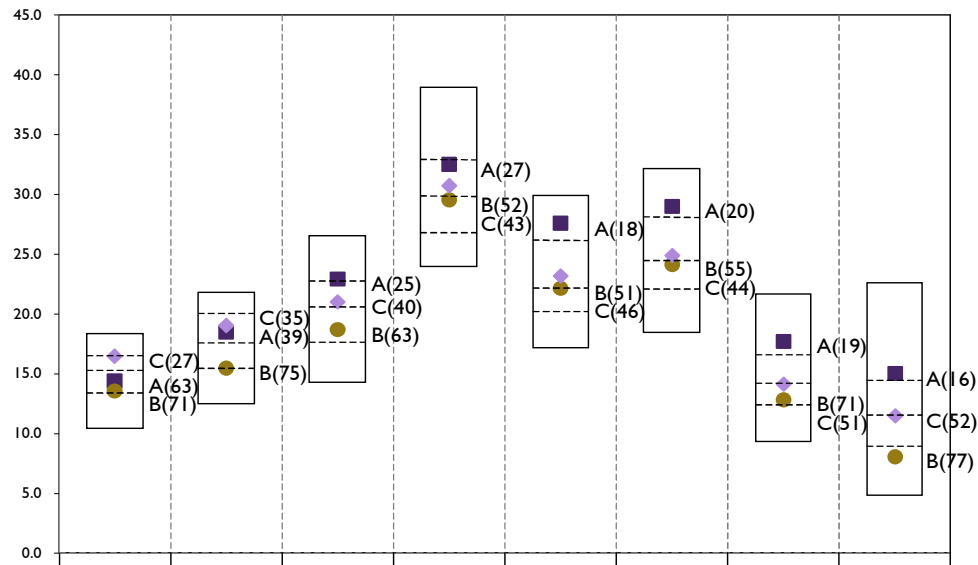 45.0
40.0
35.0
30.0
25.0
20.0
15.0
10.0
5.0
0.0
C(27)
A(63)
B(71)
C(35)
A(39)
B(75)
A(25)
C(40)
B(63)
A(27)
B(52)
C(43)
A(18)
B(51)
C(46)
A(20)
B(55)
C(44)
A(19)
B(71)
C(51)
A(16)
C(52)
B(77)